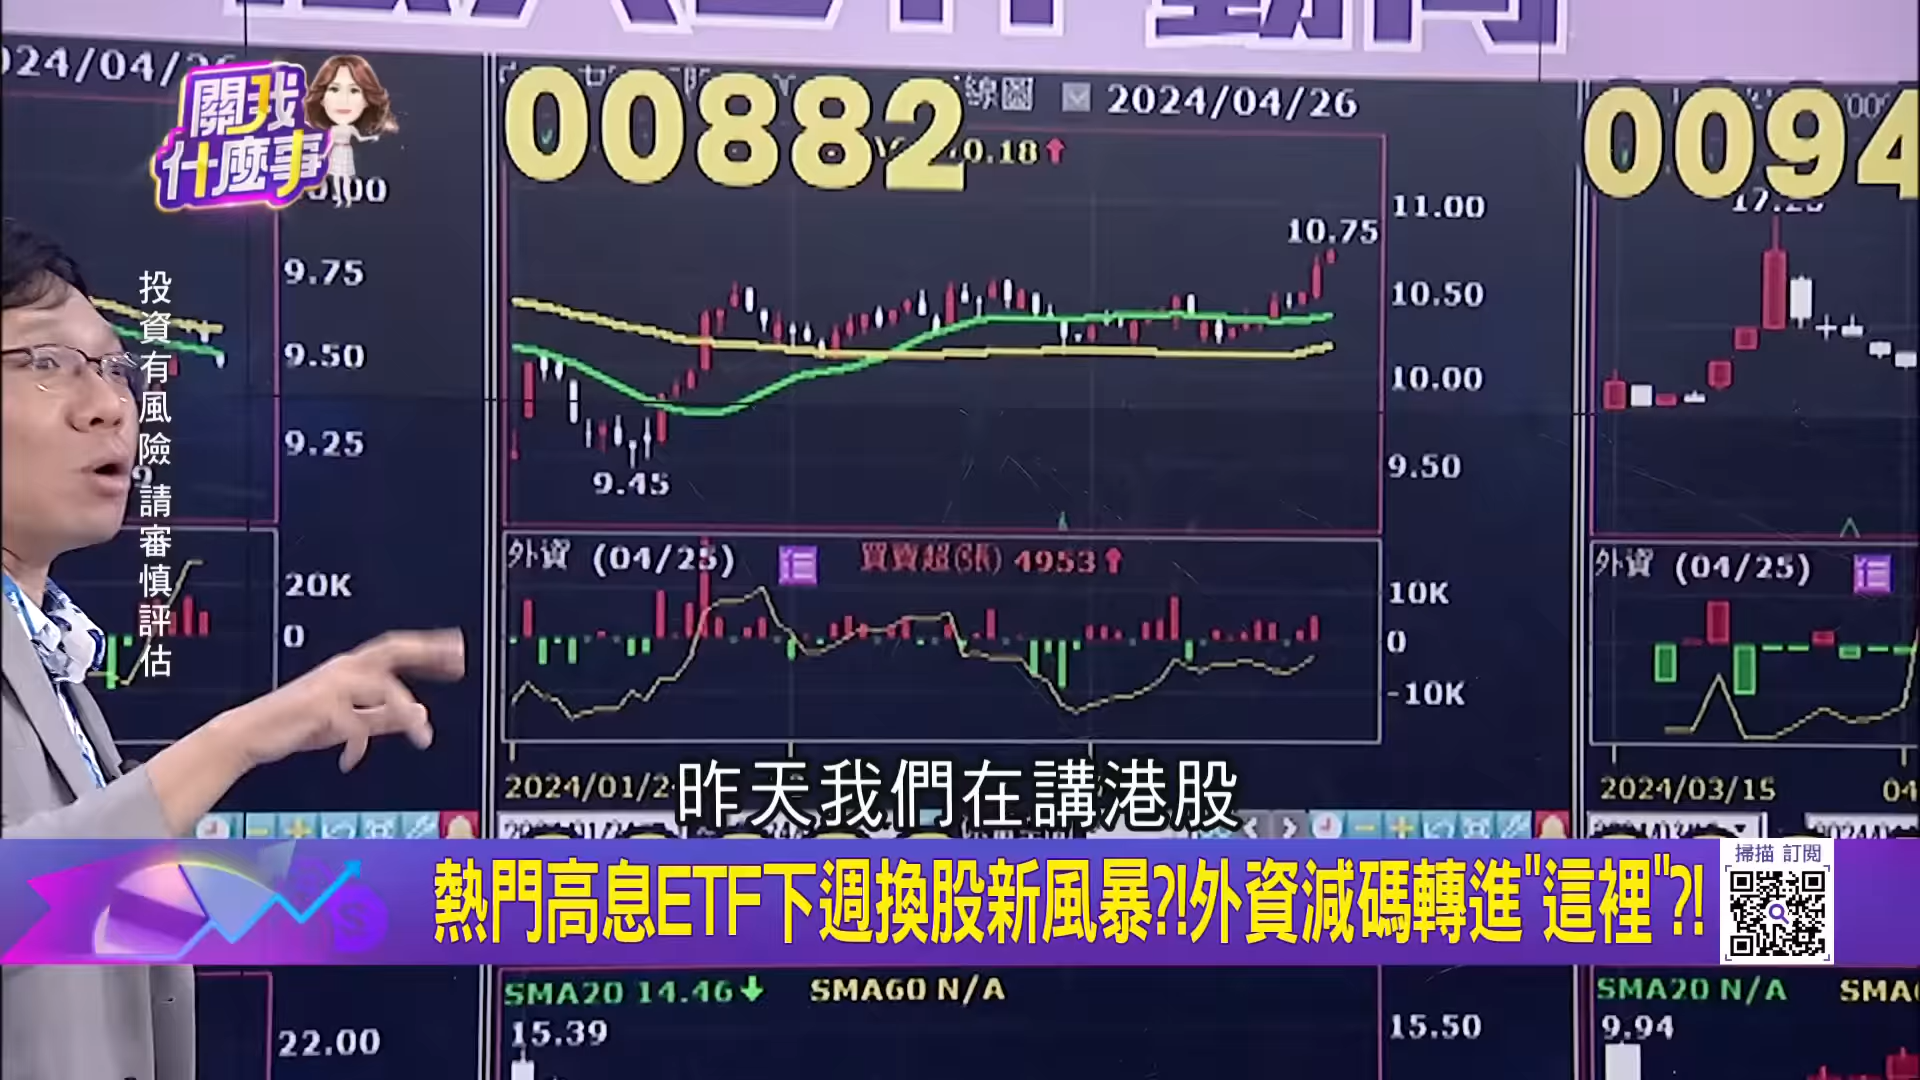 關我
什麼事
投資有風險 請審慎評估
9.75
9.50
9.25
20K
0
00882
線圖
2024/04/26
0.18
10.75
11.00
10.50
10.00
9.50
9.45
外資 (04/25)
買賣超(張) 4953
10K
0
-10K
2024/01/2
0094
外資 (04/25)
2024/03/15
04
昨天我們在講港股
熱門高息ETF下週換股新風暴?!外資減碼轉進"這裡"?!
掃描 訂閱
22.00
SMA20 14.46
SMA60 N/A
15.39
15.50
SMA20 N/A
SMA
9.94